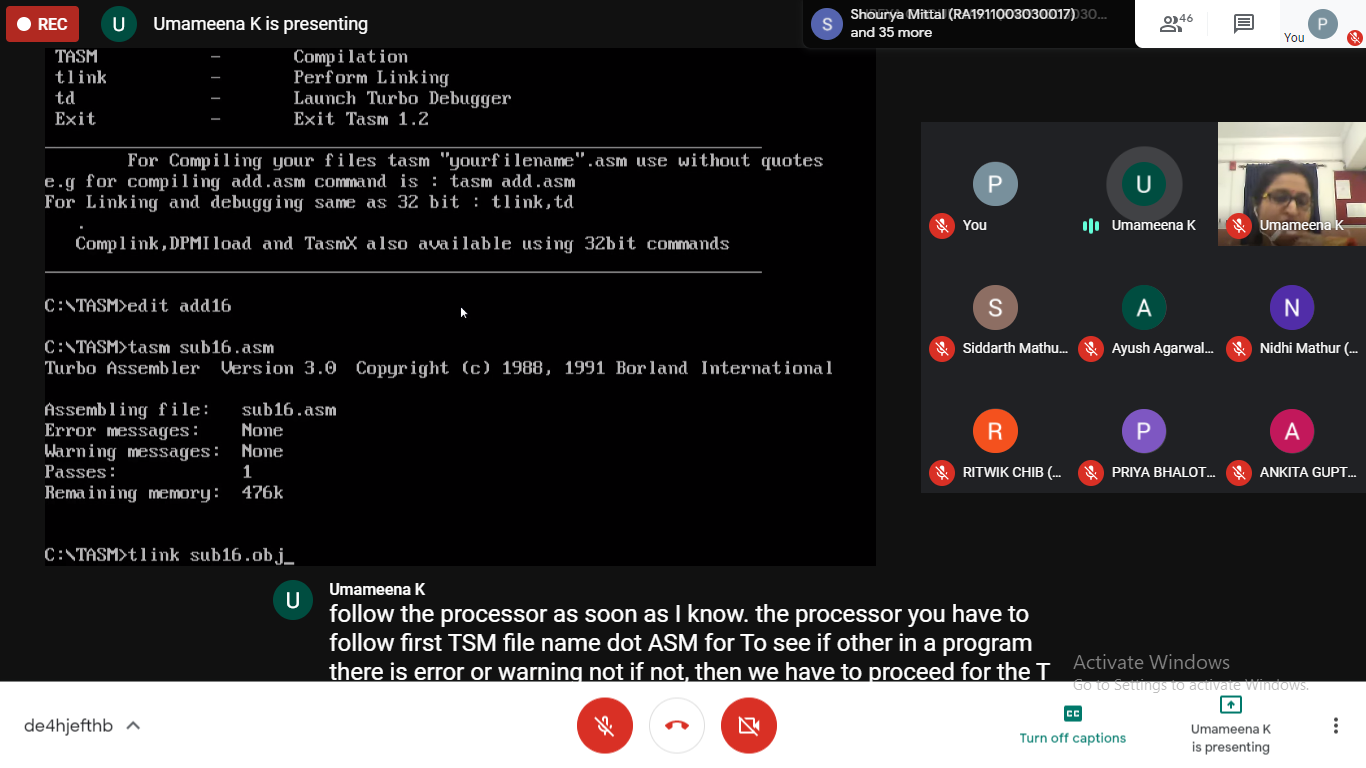 REC
U
Umameena K is presenting
S
Shourya Mittal (RA1911003030017)
and 35 more
46
You
P
TASM - Compilation
tlink - Perform Linking
td - Launch Turbo Debugger
Exit - Exit Tasm 1.2
For Compiling your files tasm "yourfilename".asm use without quotes
e.g for compiling add.asm command is : tasm add.asm
For Linking and debugging same as 32 bit : tlink,td
.
Complink,DPMIload and TasmX also available using 32bit commands
C:\TASM>edit add16
C:\TASM>tasm sub16.asm
Turbo Assembler Version 3.0 Copyright (c) 1988, 1991 Borland International
Assembling file: sub16.asm
Error messages: None
Warning messages: None
Passes: 1
Remaining memory: 476k
C:\TASM>tlink sub16.obj_
P
You
U
Umameena K
Umameena K
S
Siddarth Mathu...
A
Ayush Agarwal...
N
Nidhi Mathur (...
R
RITWIK CHIB (...
P
PRIYA BHALOT...
A
ANKITA GUPT...
U
Umameena K
follow the processor as soon as I know. the processor you have to
follow first TSM file name dot ASM for To see if other in a program
there is error or warning not if not, then we have to proceed for the T
Activate Windows
Go to Settings to activate Windows.
de4hjefthb
CC
Turn off captions
Umameena K
is presenting